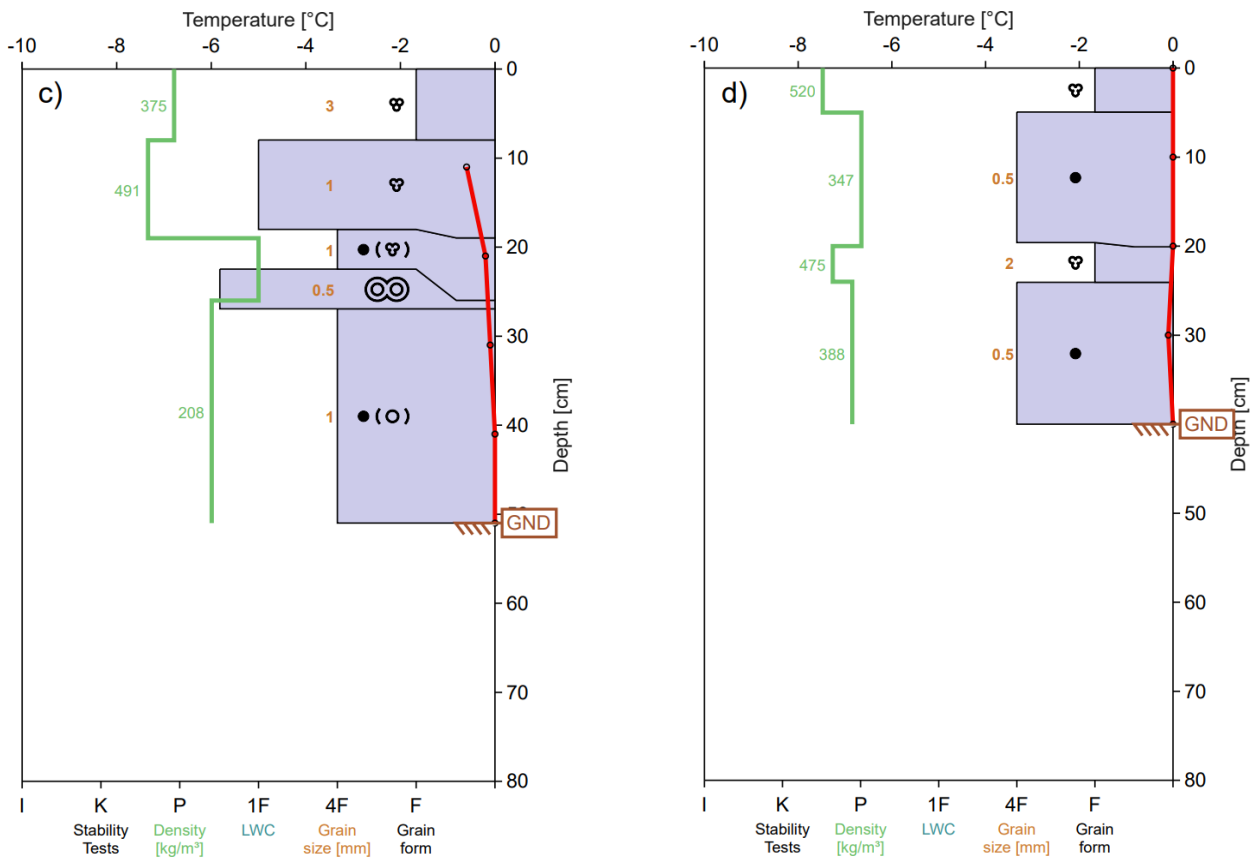 Temperature [°C]
-10 -8 -6 -4 -2 0
c)
0
375 3
10
491 1
20
1 ( )
0.5
30
208 1 ( )
40
Depth [cm]
GND
60
70
80
I K P 1F 4F F
Stability Tests
Density [kg/m³]
LWC
Grain size [mm]
Grain form
Temperature [°C]
-10 -8 -6 -4 -2 0
d)
0
520
10
347 0.5
20
475 2
30
388 0.5
40
Depth [cm]
GND
50
60
70
80
I K P 1F 4F F
Stability Tests
Density [kg/m³]
LWC
Grain size [mm]
Grain form